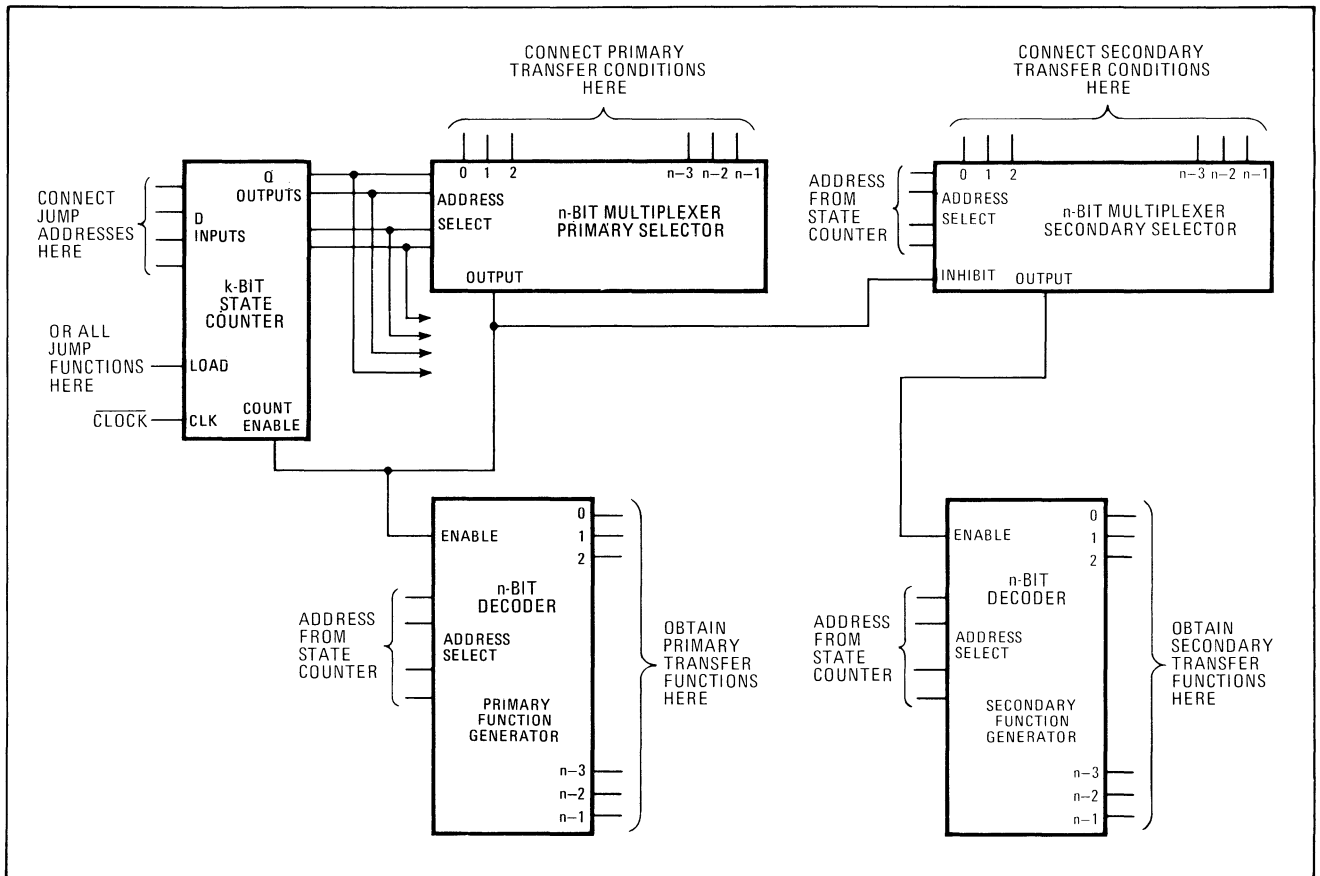 CONNECT PRIMARY
TRANSFER CONDITIONS
HERE
CONNECT SECONDARY
TRANSFER CONDITIONS
HERE
CONNECT
JUMP
ADDRESSES
HERE
OR ALL
JUMP
FUNCTIONS
HERE
CLOCK
Q
OUTPUTS
D
INPUTS
k-BIT
STATE
COUNTER
LOAD
CLK
COUNT
ENABLE
0 1 2 n-3 n-2 n-1
ADDRESS
SELECT
n-BIT MULTIPLEXER
PRIMARY SELECTOR
OUTPUT
ADDRESS
FROM
STATE
COUNTER
0 1 2 n-3 n-2 n-1
ADDRESS
SELECT
n-BIT MULTIPLEXER
SECONDARY SELECTOR
INHIBIT
OUTPUT
ADDRESS
FROM
STATE
COUNTER
ENABLE
0
1
2
n-BIT
DECODER
ADDRESS
SELECT
PRIMARY
FUNCTION
GENERATOR
n-3
n-2
n-1
OBTAIN
PRIMARY
TRANSFER
FUNCTIONS
HERE
ADDRESS
FROM
STATE
COUNTER
ENABLE
0
1
2
n-BIT
DECODER
ADDRESS
SELECT
SECONDARY
FUNCTION
GENERATOR
n-3
n-2
n-1
OBTAIN
SECONDARY
TRANSFER
FUNCTIONS
HERE